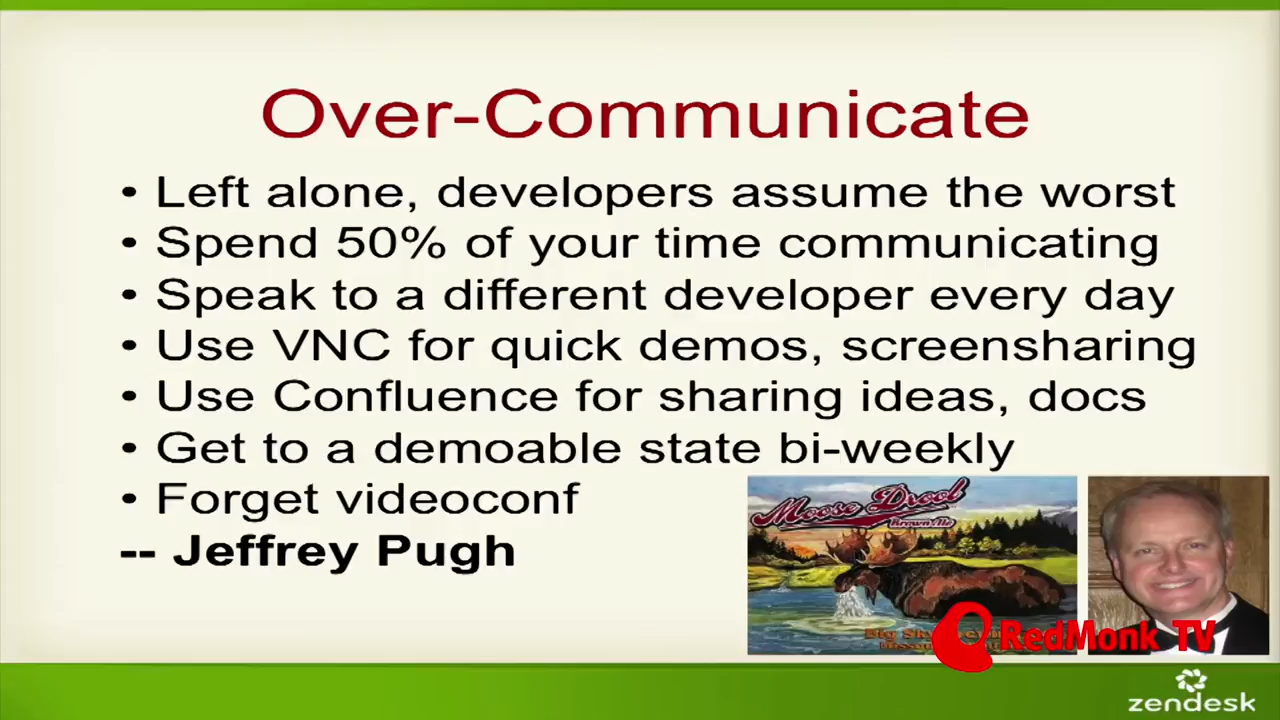 Over-Communicate
• Left alone, developers assume the worst
• Spend 50% of your time communicating
• Speak to a different developer every day
• Use VNC for quick demos, screensharing
• Use Confluence for sharing ideas, docs
• Get to a demoable state bi-weekly
• Forget videoconf
-- Jeffrey Pugh
Moose Drool
Brown Ale
Big Sky
RedMonk TV
zendesk